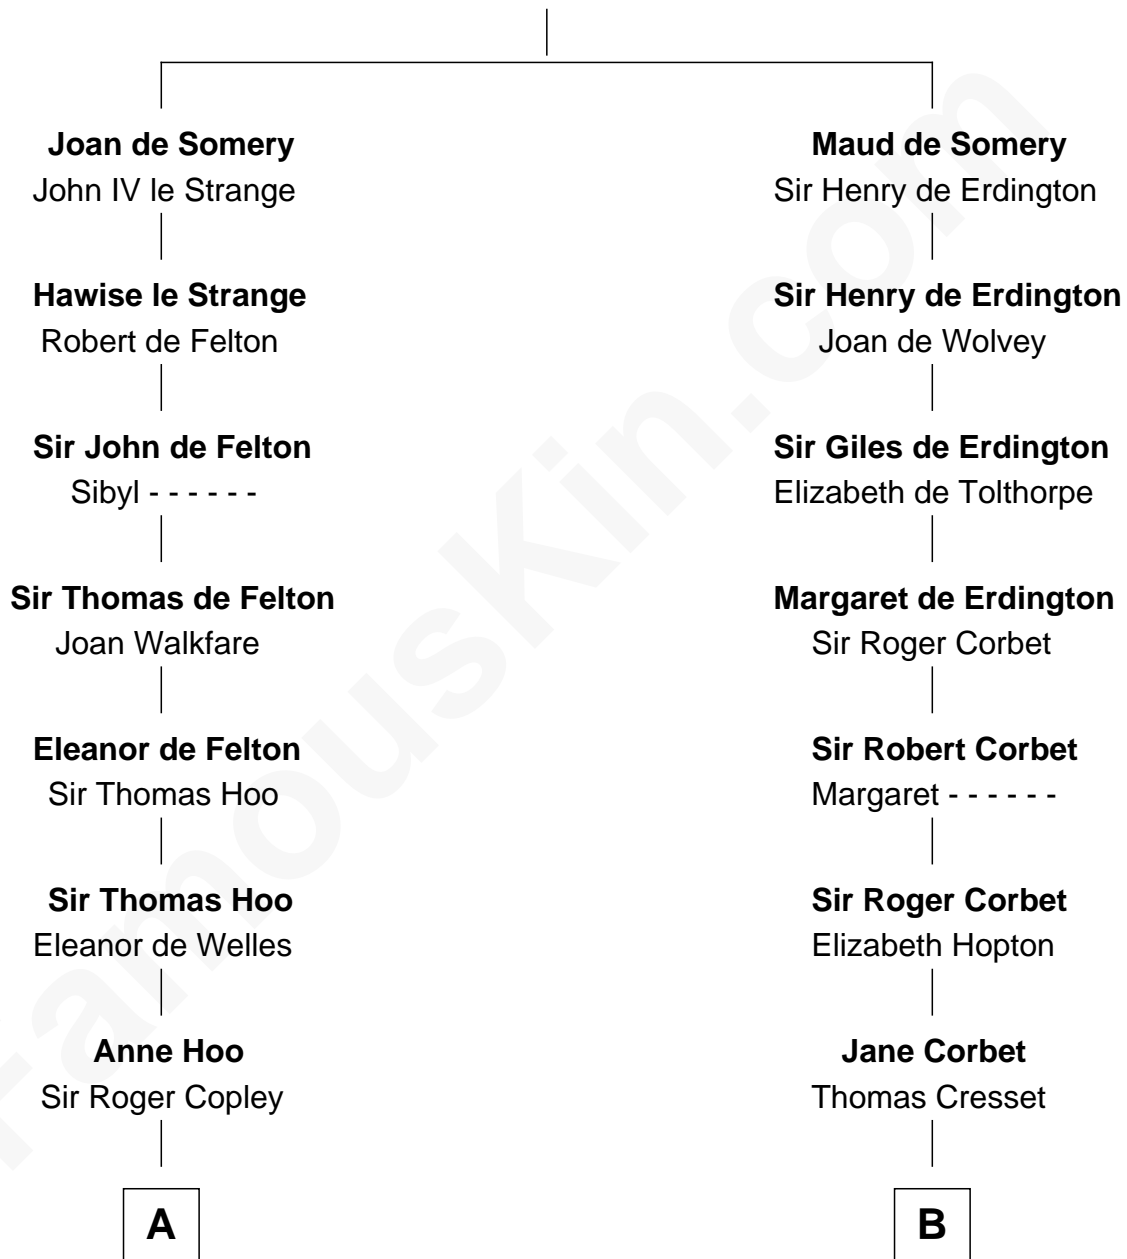 Joan de Somery
John IV le Strange
Hawise le Strange
Robert de Felton
Sir John de Felton
Sibyl - - - - - -
Sir Thomas de Felton
Joan Walkfare
Eleanor de Felton
Sir Thomas Hoo
Sir Thomas Hoo
Eleanor de Welles
Anne Hoo
Sir Roger Copley
A
Maud de Somery
Sir Henry de Erdington
Sir Henry de Erdington
Joan de Wolvey
Sir Giles de Erdington
Elizabeth de Tolthorpe
Margaret de Erdington
Sir Roger Corbet
Sir Robert Corbet
Margaret - - - - - -
Sir Roger Corbet
Elizabeth Hopton
Jane Corbet
Thomas Cresset
B
FamousKin.com